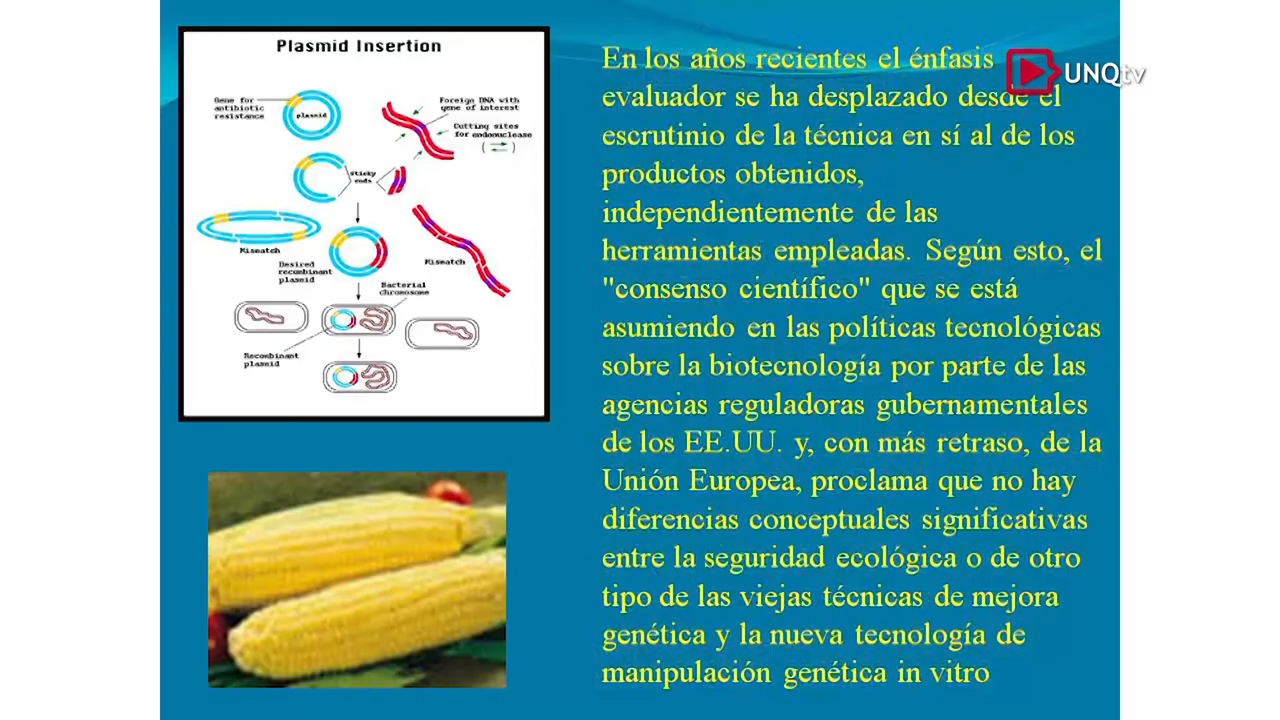 Plasmid Insertion
Gene for
antibiotic
resistance
plasmid
Foreign DNA with
gene of interest
Cutting sites
for endonuclease
sticky
ends
Mismatch
Desired
recombinant
plasmid
Mismatch
Bacterial
chromosome
Recombinant
plasmid
En los años recientes el énfasis
evaluador se ha desplazado desde el
escrutinio de la técnica en sí al de los
productos obtenidos,
independientemente de las
herramientas empleadas. Según esto, el
"consenso científico" que se está
asumiendo en las políticas tecnológicas
sobre la biotecnología por parte de las
agencias reguladoras gubernamentales
de los EE.UU. y, con más retraso, de la
Unión Europea, proclama que no hay
diferencias conceptuales significativas
entre la seguridad ecológica o de otro
tipo de las viejas técnicas de mejora
genética y la nueva tecnología de
manipulación genética in vitro
UNQtv